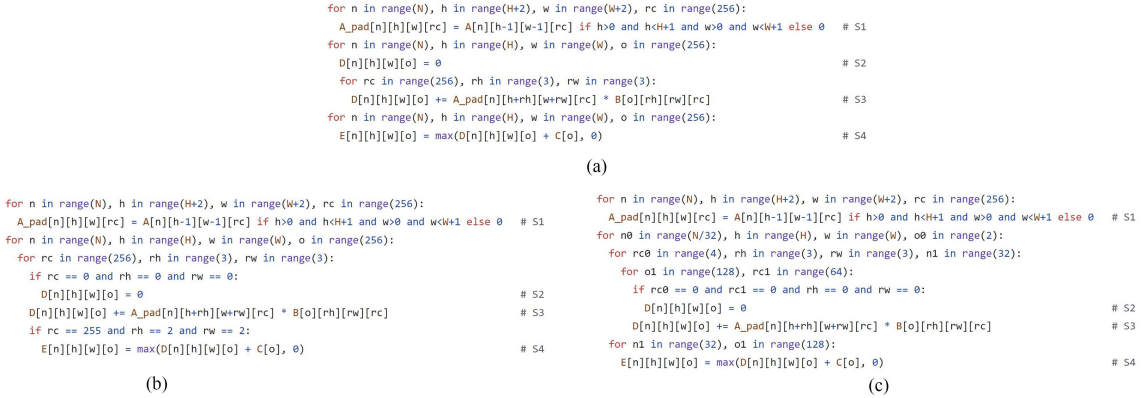 for n in range(N), h in range(H+2), w in range(W+2), rc in range(256):
A_pad[n][h][w][rc] = A[n][h-1][w-1][rc] if h>0 and h<H+1 and w>0 and w<W+1 else 0 # S1
for n in range(N), h in range(H), w in range(W), o in range(256):
D[n][h][w][o] = 0 # S2
for rc in range(256), rh in range(3), rw in range(3):
D[n][h][w][o] += A_pad[n][h+rh][w+rw][rc] * B[o][rh][rw][rc] # S3
for n in range(N), h in range(H), w in range(W), o in range(256):
E[n][h][w][o] = max(D[n][h][w][o] + C[o], 0) # S4
(a)
for n in range(N), h in range(H+2), w in range(W+2), rc in range(256):
A_pad[n][h][w][rc] = A[n][h-1][w-1][rc] if h>0 and h<H+1 and w>0 and w<W+1 else 0 # S1
for n in range(N), h in range(H), w in range(W), o in range(256):
for rc in range(256), rh in range(3), rw in range(3):
if rc == 0 and rh == 0 and rw == 0:
D[n][h][w][o] = 0 # S2
D[n][h][w][o] += A_pad[n][h+rh][w+rw][rc] * B[o][rh][rw][rc] # S3
if rc == 255 and rh == 2 and rw == 2:
E[n][h][w][o] = max(D[n][h][w][o] + C[o], 0) # S4
(b)
for n in range(N), h in range(H+2), w in range(W+2), rc in range(256):
A_pad[n][h][w][rc] = A[n][h-1][w-1][rc] if h>0 and h<H+1 and w>0 and w<W+1 else 0 # S1
for n0 in range(N/32), h in range(H), w in range(W), o0 in range(2):
for rc0 in range(4), rh in range(3), rw in range(3), n1 in range(32):
for o1 in range(128), rc1 in range(64):
if rc0 == 0 and rc1 == 0 and rh == 0 and rw == 0:
D[n][h][w][o] = 0 # S2
D[n][h][w][o] += A_pad[n][h+rh][w+rw][rc] * B[o][rh][rw][rc] # S3
for n1 in range(32), o1 in range(128):
E[n][h][w][o] = max(D[n][h][w][o] + C[o], 0) # S4
(c)